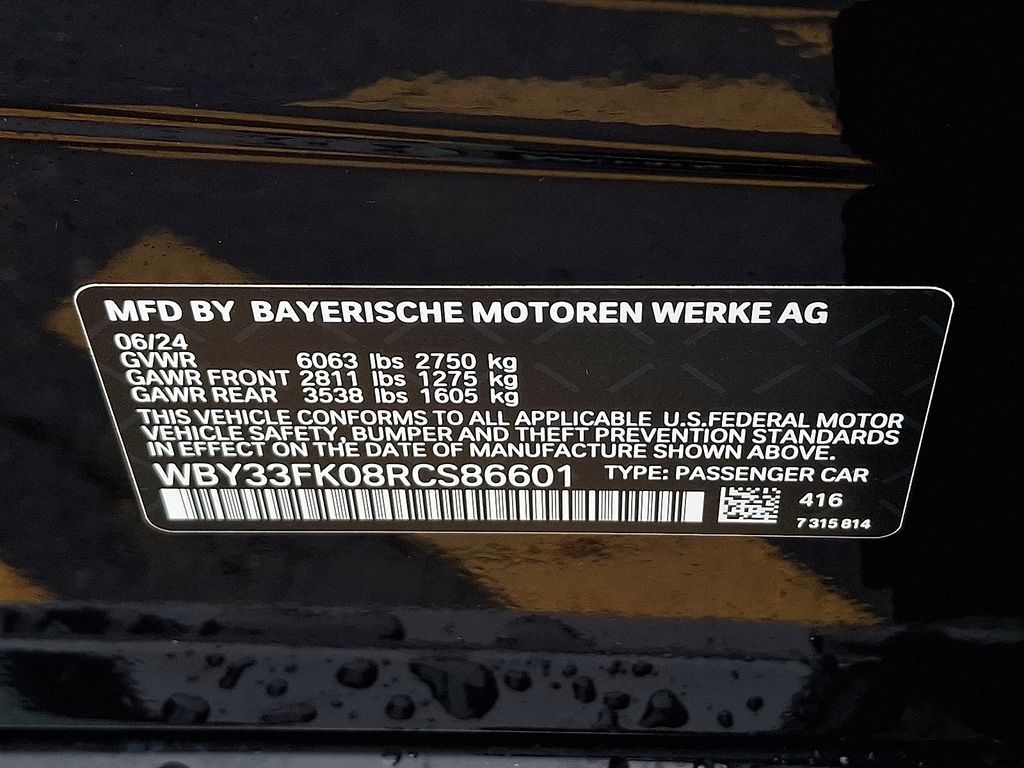 MFD BY BAYERISCHE MOTOREN WERKE AG
06/24
GVWR 6063 lbs 2750 kg
GAWR FRONT 2811 lbs 1275 kg
GAWR REAR 3538 lbs 1605 kg
THIS VEHICLE CONFORMS TO ALL APPLICABLE U.S.FEDERAL MOTOR
VEHICLE SAFETY, BUMPER AND THEFT PREVENTION STANDARDS
IN EFFECT ON THE DATE OF MANUFACTURE SHOWN ABOVE.
WBY33FK08RCS86601 TYPE: PASSENGER CAR
416
7 315 814